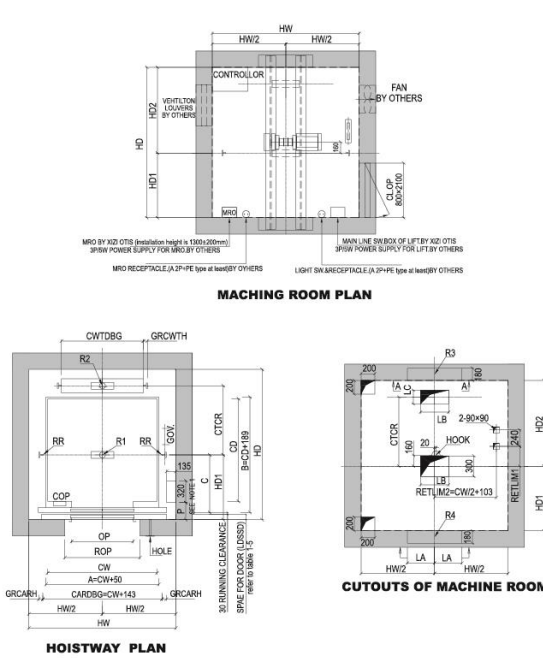 HW
HW/2 HW/2
CONTROLLOR
VEHTILTON
LOUVERS
BY OTHERS
FAN
BY OTHERS
HD2
HD
HD1
160
CLOP
800×2100
MRO
MRO BY XIZI OTIS (installation height is 1300±200mm)
3P/5W POWER SUPPLY FOR MRO.BY OTHERS
MAIN LINE SW.BOX OF LIFT.BY XIZI OTIS
3P/5W POWER SUPPLY FOR LIFT.BY OTHERS
MRO RECEPTACLE.(A 2P+PE type at least)BY OYHERS
LIGHT SW.&RECEPTACLE.(A 2P+PE type at least)BY OTHERS
MACHING ROOM PLAN
CWTDBG GRCWTH
R2
RR R1 RR
GOV.
CTCR
CD
B=CD+189
HD
C
HD1
135
320
P
SEE NOTE 1
COP
OP
ROP
HOLE
CW
A=CW+50
GRCARH CARDBG=CW+143 GRCARH
HW/2 HW/2
HW
30 RUNNING CLEARANCE
SPAE FOR DOOR (LDSSD)
refer to table 1-5
HOISTWAY PLAN
R3
200
180
200
A A
LC
LB
2-90×90
CTCR
20
HOOK
160
240
300
LB
RETLIM2=CW/2+103
RETLIM1
HD2
HD1
R4
200
200
180
LA LA
HW/2 HW/2
CUTOUTS OF MACHINE ROOM